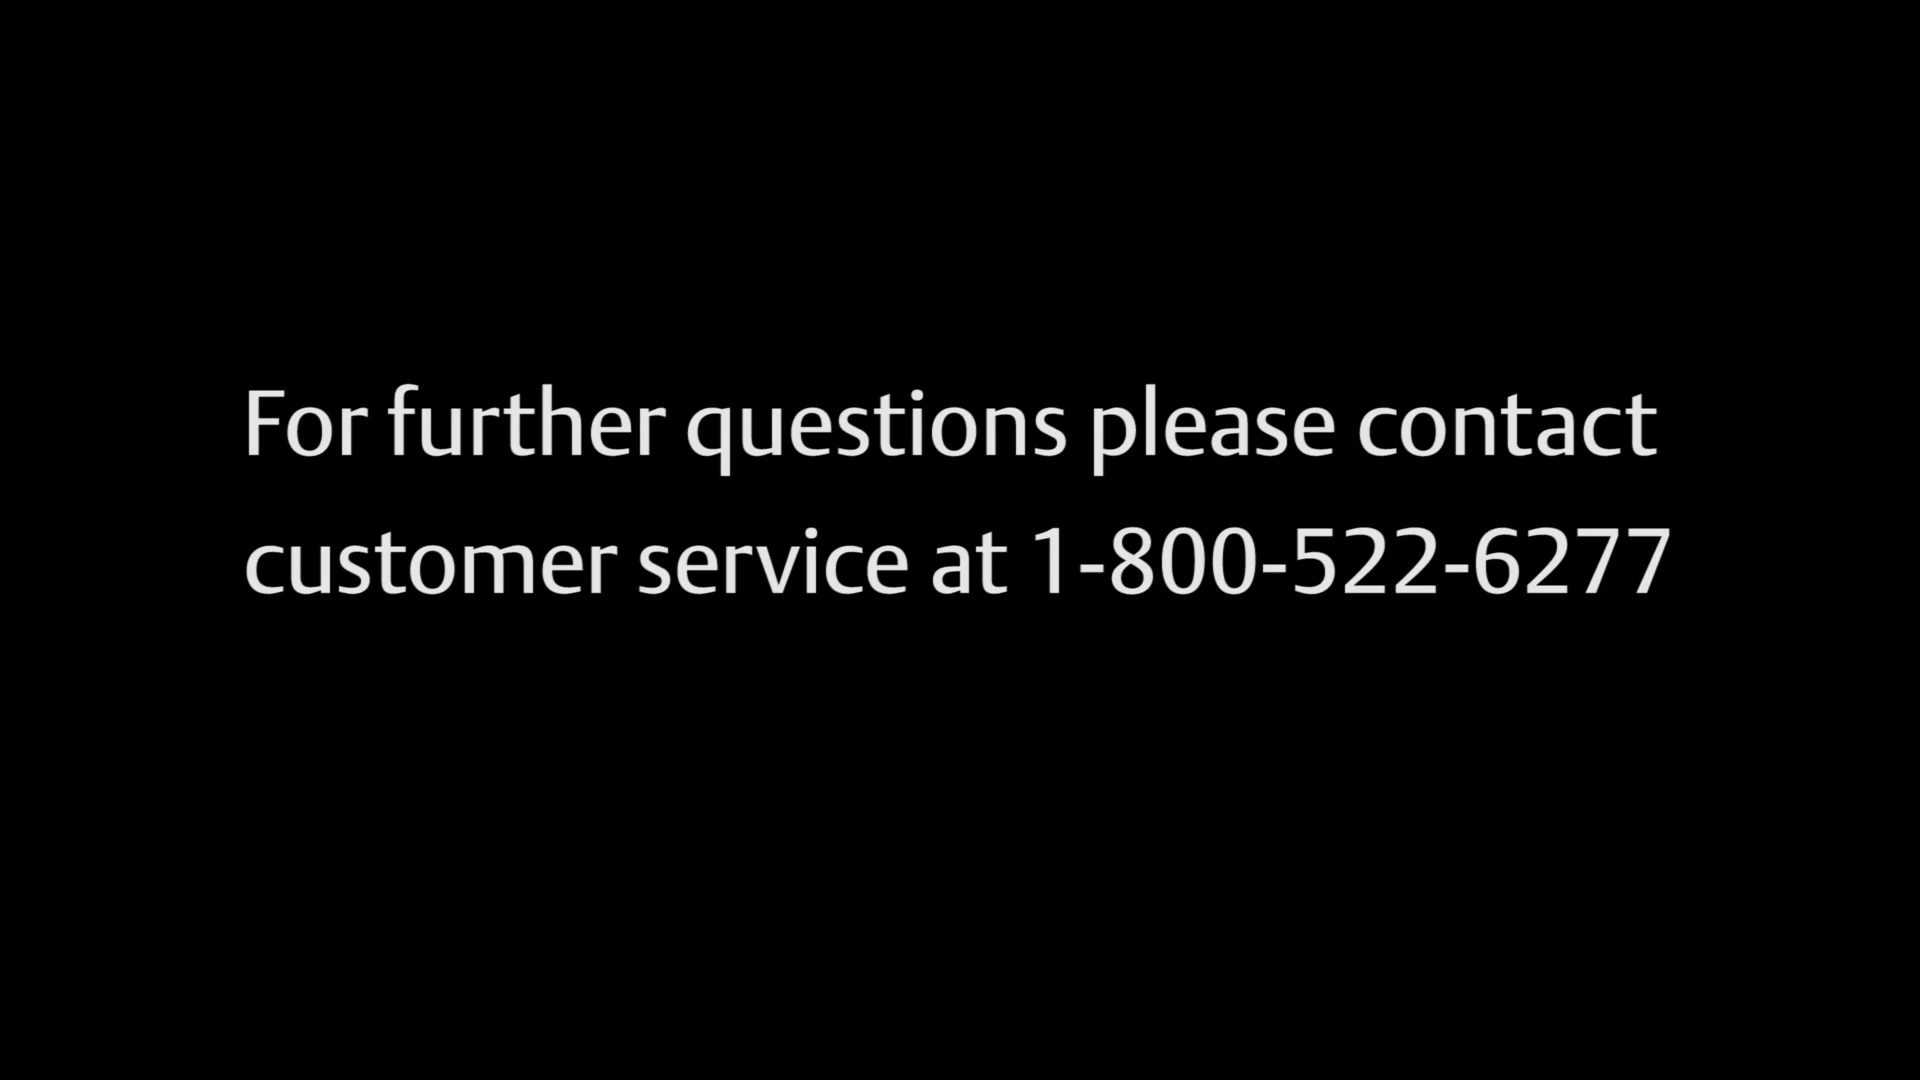 For further questions please contact
customer service at 1-800-522-6277